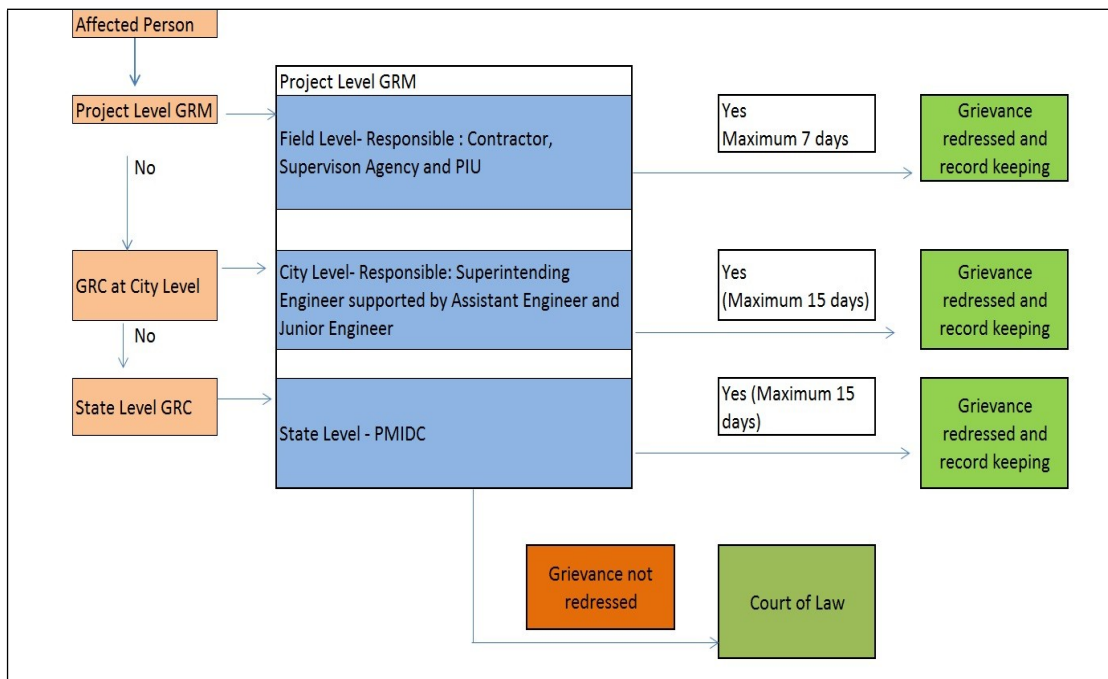 Affected Person
Project Level GRM
Project Level GRM
Field Level- Responsible : Contractor,
Supervison Agency and PIU
Yes
Maximum 7 days
Grievance
redressed and
record keeping
No
GRC at City Level
City Level- Responsible: Superintending
Engineer supported by Assistant Engineer and
Junior Engineer
Yes
(Maximum 15 days)
Grievance
redressed and
record keeping
No
State Level GRC
State Level - PMIDC
Yes (Maximum 15
days)
Grievance
redressed and
record keeping
Grievance not
redressed
Court of Law